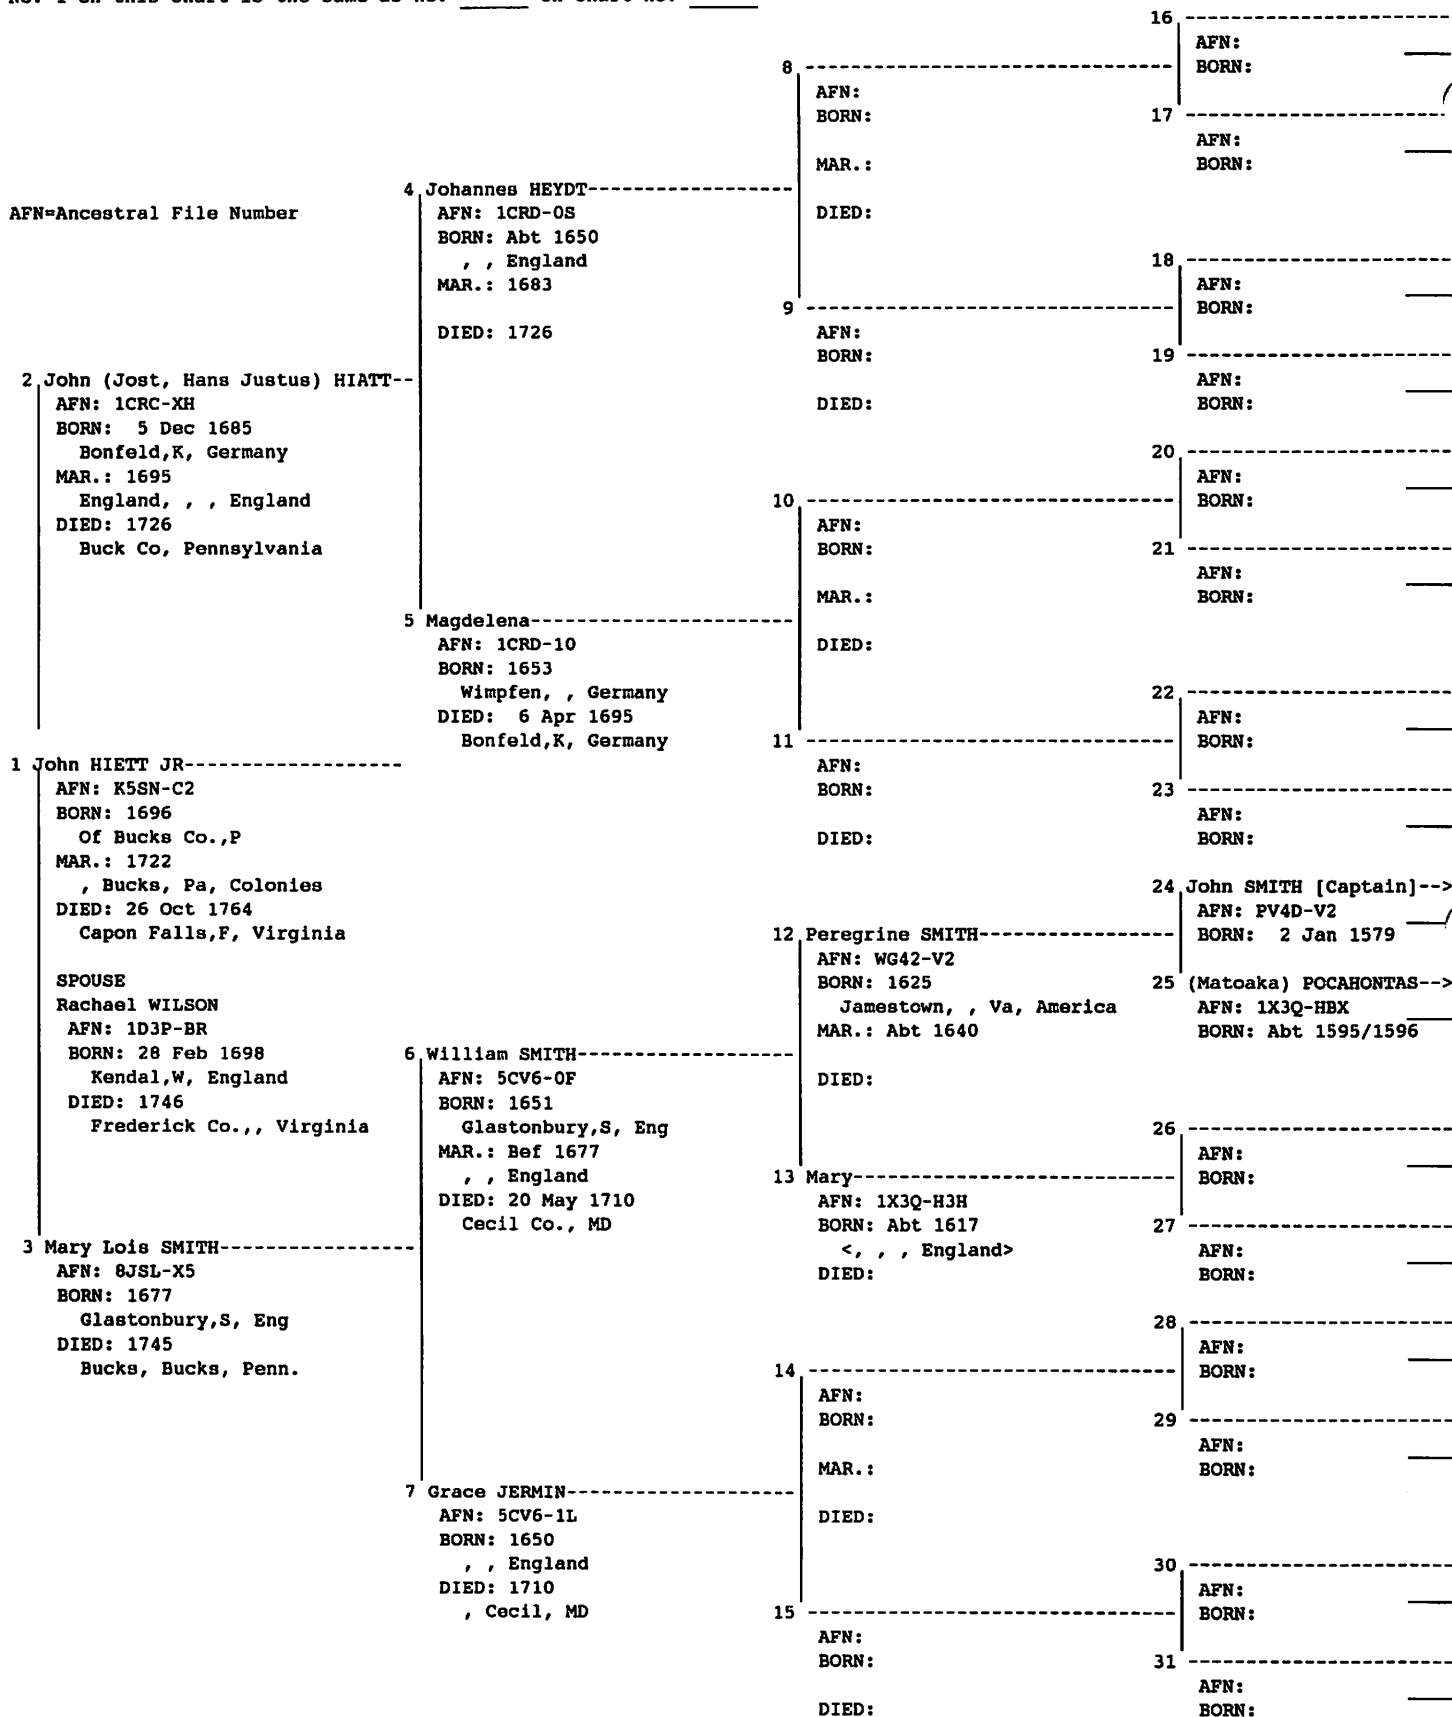 16
AFN:
BORN:
8
AFN:
BORN:
17
AFN:
BORN:
MAR.:
4 Johannes HEYDT
AFN=Ancestral File Number
AFN: 1CRD-0S
DIED:
BORN: Abt 1650
, , England
18
MAR.: 1683
AFN:
BORN:
9
DIED: 1726
AFN:
BORN:
19
2 John (Jost, Hans Justus) HIATT--
AFN:
AFN: 1CRC-XH
DIED:
BORN:
BORN: 5 Dec 1685
Bonfeld,K, Germany
20
MAR.: 1695
AFN:
England, , , England
10
BORN:
DIED: 1726
AFN:
Buck Co, Pennsylvania
BORN:
21
AFN:
MAR.:
BORN:
5 Magdelena
AFN: 1CRD-10
DIED:
BORN: 1653
Wimpfen, , Germany
22
DIED: 6 Apr 1695
AFN:
Bonfeld,K, Germany
11
BORN:
1 John HIETT JR
AFN:
AFN: K5SN-C2
BORN:
23
BORN: 1696
AFN:
Of Bucks Co.,P
DIED:
BORN:
MAR.: 1722
, Bucks, Pa, Colonies
24 John SMITH [Captain]-->
DIED: 26 Oct 1764
AFN: PV4D-V2
Capon Falls,F, Virginia
12 Peregrine SMITH
BORN: 2 Jan 1579
AFN: WG42-V2
SPOUSE
BORN: 1625
25 (Matoaka) POCAHONTAS-->
Rachael WILSON
Jamestown, , Va, America
AFN: 1X3Q-HBX
AFN: 1D3P-BR
MAR.: Abt 1640
BORN: Abt 1595/1596
BORN: 28 Feb 1698
6 William SMITH
Kendal,W, England
AFN: 5CV6-0F
DIED:
DIED: 1746
BORN: 1651
Frederick Co.,, Virginia
Glastonbury,S, Eng
26
MAR.: Bef 1677
AFN:
, , England
13 Mary
BORN:
DIED: 20 May 1710
AFN: 1X3Q-H3H
Cecil Co., MD
BORN: Abt 1617
27
3 Mary Lois SMITH
<, , , England>
AFN:
AFN: 8JSL-X5
DIED:
BORN:
BORN: 1677
Glastonbury,S, Eng
28
DIED: 1745
AFN:
Bucks, Bucks, Penn.
14
BORN:
AFN:
BORN:
29
AFN:
MAR.:
BORN:
7 Grace JERMIN
AFN: 5CV6-1L
DIED:
BORN: 1650
, , England
30
DIED: 1710
AFN:
, Cecil, MD
15
BORN:
AFN:
BORN:
31
AFN:
DIED:
BORN: